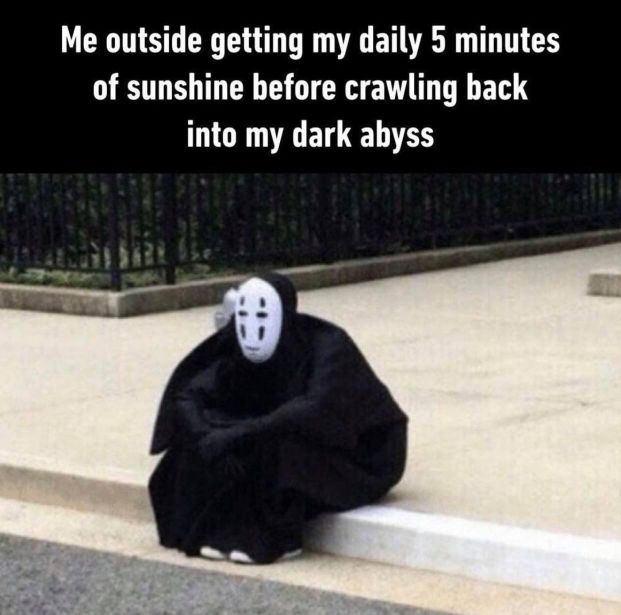 Me outside getting my daily 5 minutes
of sunshine before crawling back
into my dark abyss